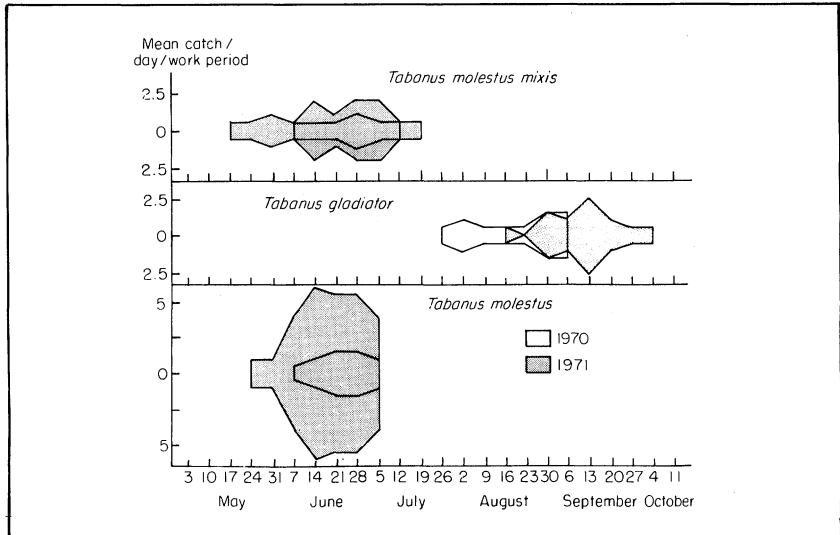 Mean catch /
day / work period
Tabanus molestus mixis
2.5
0
2.5
Tabanus gladiator
2.5
0
2.5
Tabanus molestus
5
0
5
1970
1971
3 10 17 24 31 7 14 21 28 5 12 19 26 2 9 16 23 30 6 13 20 27 4 11
May June July August September October